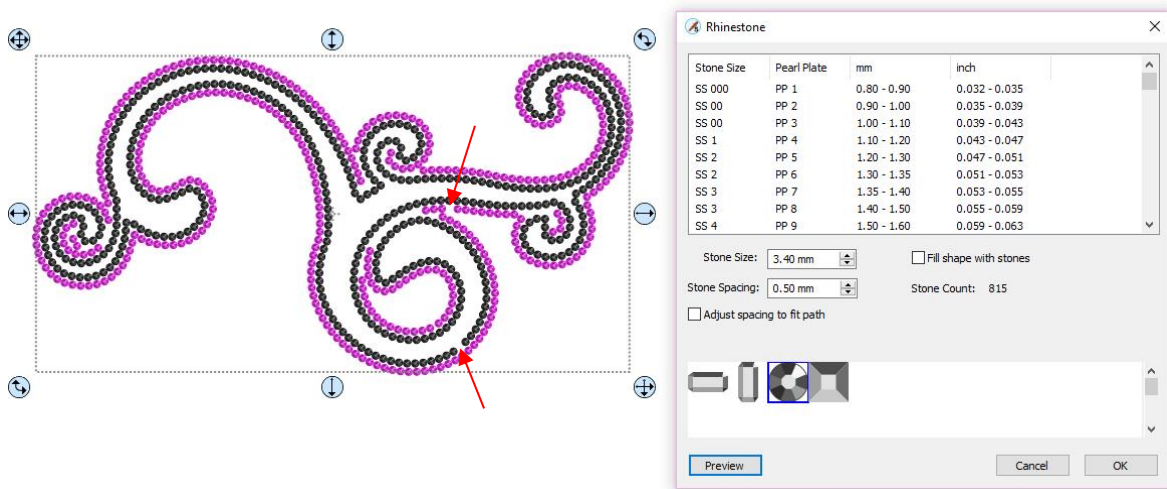 Rhinestone
Stone Size Pearl Plate mm inch
SS 000 PP 1 0.80 - 0.90 0.032 - 0.035
SS 00 PP 2 0.90 - 1.00 0.035 - 0.039
SS 00 PP 3 1.00 - 1.10 0.039 - 0.043
SS 1 PP 4 1.10 - 1.20 0.043 - 0.047
SS 2 PP 5 1.20 - 1.30 0.047 - 0.051
SS 2 PP 6 1.30 - 1.35 0.051 - 0.053
SS 3 PP 7 1.35 - 1.40 0.053 - 0.055
SS 3 PP 8 1.40 - 1.50 0.055 - 0.059
SS 4 PP 9 1.50 - 1.60 0.059 - 0.063
Stone Size: 3.40 mm Fill shape with stones
Stone Spacing: 0.50 mm Stone Count: 815
Adjust spacing to fit path
Preview Cancel OK